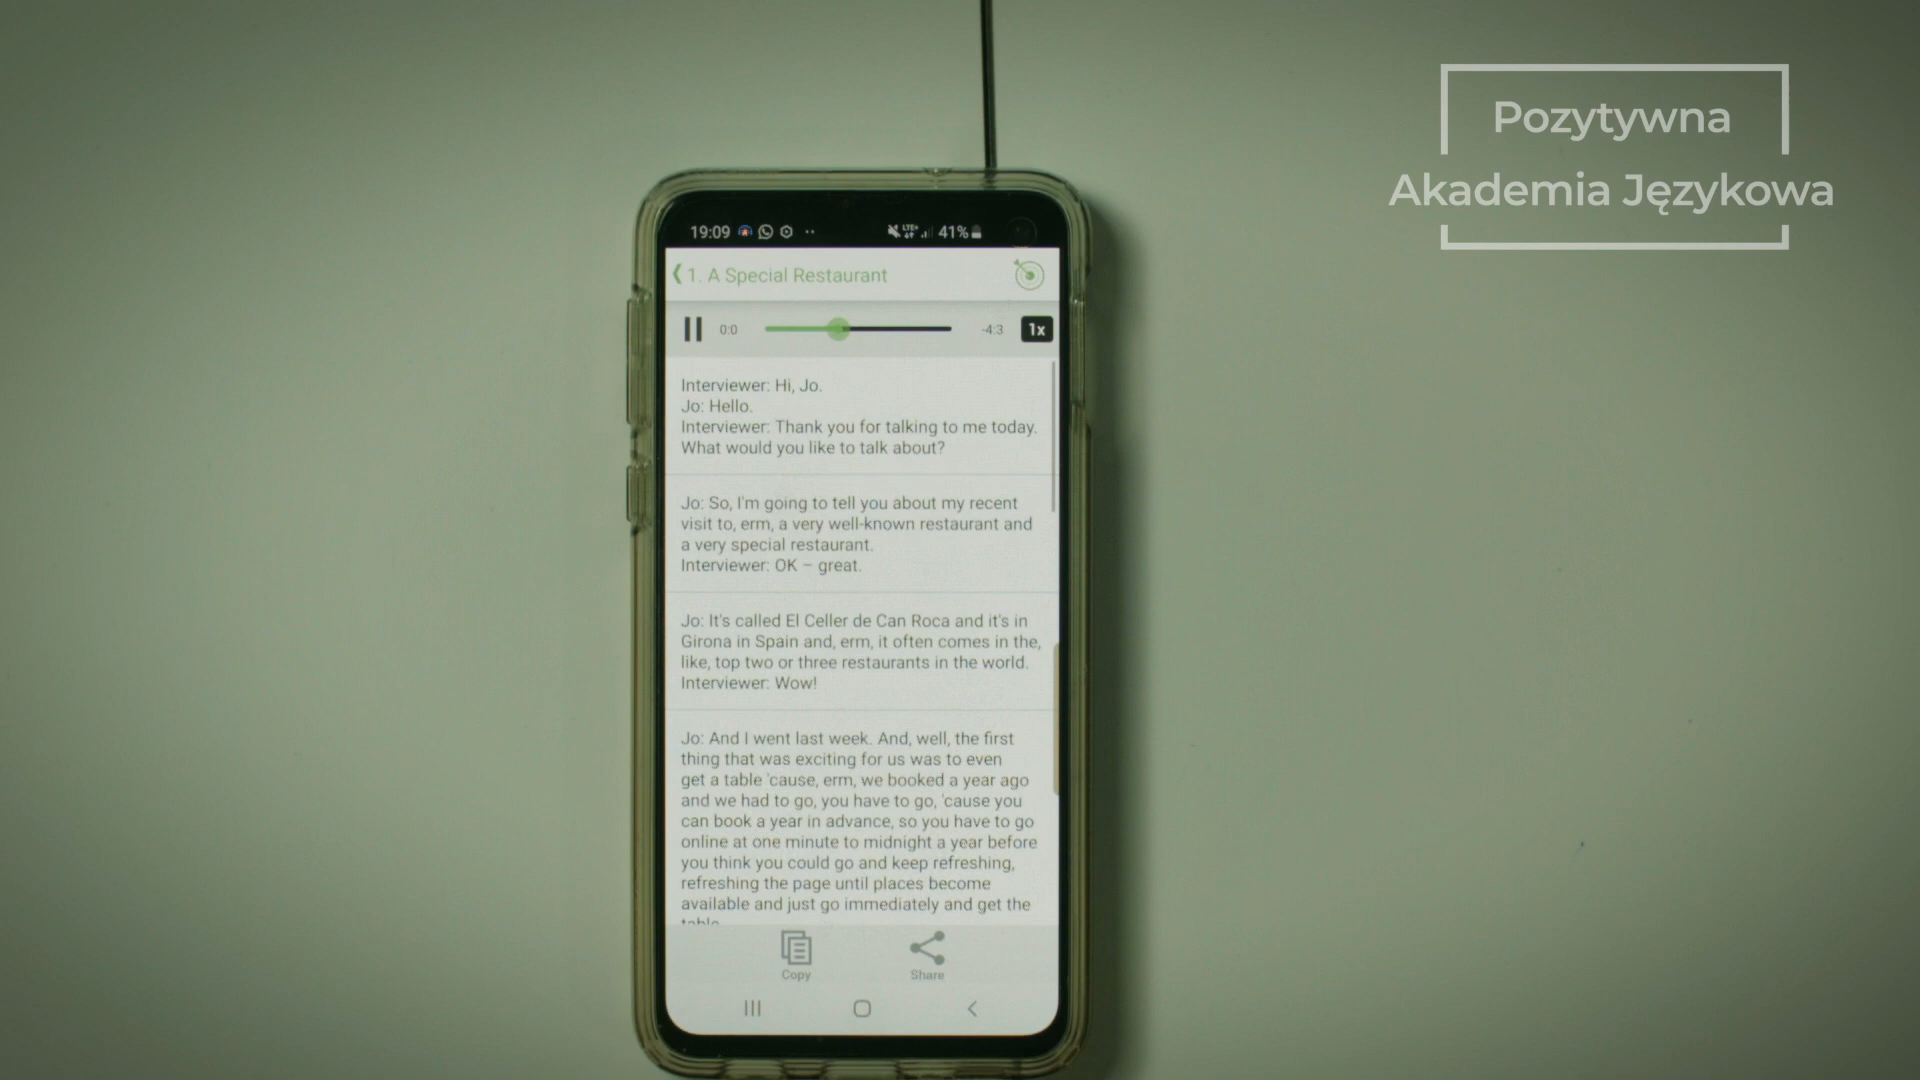 Pozytywna
Akademia Językowa
19:09
LTE+
41%
1. A Special Restaurant
0:0
-4:3
1x
Interviewer: Hi, Jo.
Jo: Hello.
Interviewer: Thank you for talking to me today.
What would you like to talk about?
Jo: So, I'm going to tell you about my recent
visit to, erm, a very well-known restaurant and
a very special restaurant.
Interviewer: OK – great.
Jo: It's called El Celler de Can Roca and it's in
Girona in Spain and, erm, it often comes in the,
like, top two or three restaurants in the world.
Interviewer: Wow!
Jo: And I went last week. And, well, the first
thing that was exciting for us was to even
get a table 'cause, erm, we booked a year ago
and we had to go, you have to go, 'cause you
can book a year in advance, so you have to go
online at one minute to midnight a year before
you think you could go and keep refreshing,
refreshing the page until places become
available and just go immediately and get the
table
Copy
Share